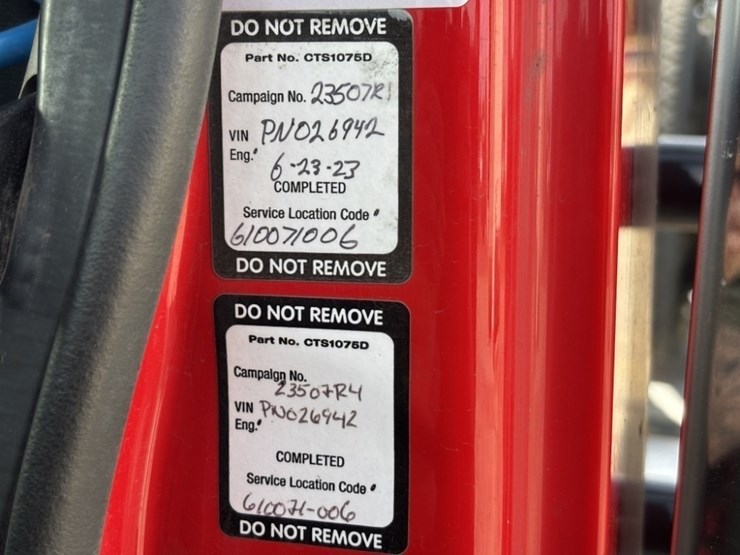 DO NOT REMOVE
Part No. CTS1075D
Campaign No. 23507R1
VIN PN026942
Eng.
6-23-23
COMPLETED
Service Location Code
610071006
DO NOT REMOVE
DO NOT REMOVE
Part No. CTS1075D
Campaign No.
23507R4
VIN PN026942
Eng.
COMPLETED
Service Location Code
610071-006
DO NOT REMOVE